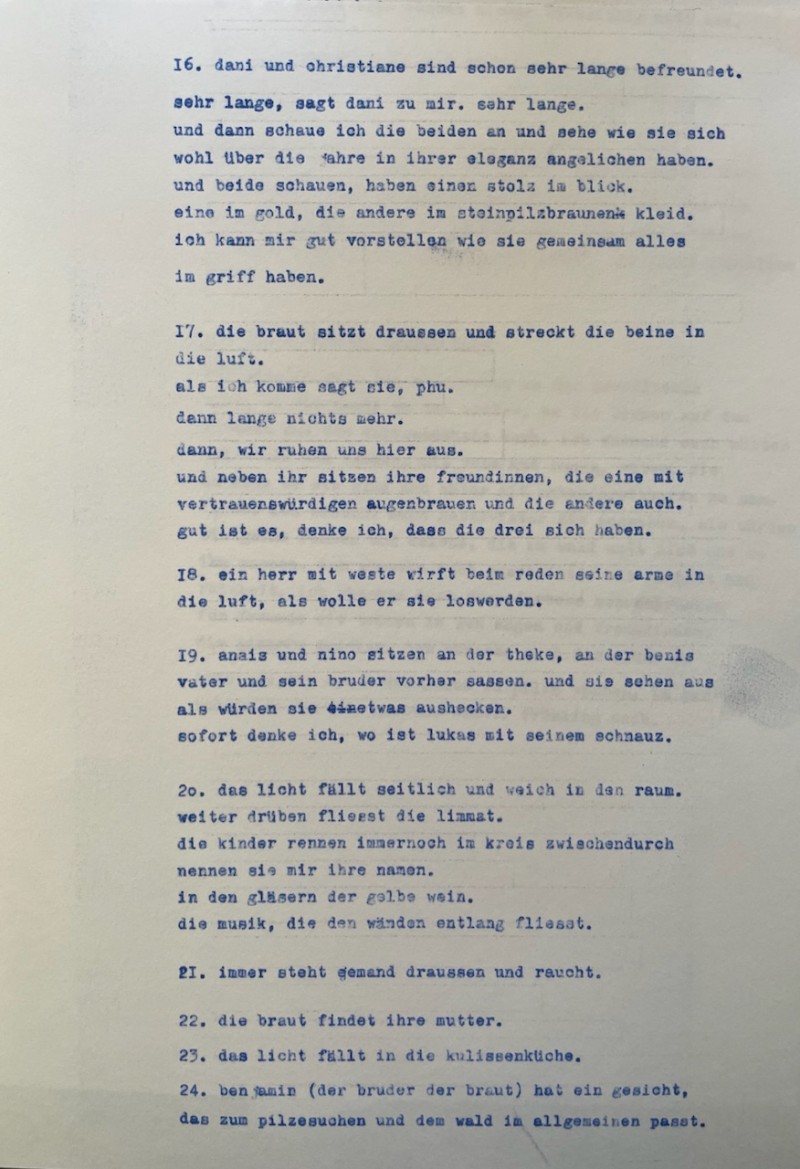 16. dani und christiane sind schon sehr lange befreundet.
sehr lange, sagt dani zu mir. sehr lange.
und dann schaue ich die beiden an und sehe wie sie sich
wohl über die jahre in ihrer eleganz angelichen haben.
und beide schauen, haben einen stolz im blick.
eine im gold, die andere im steinpilzbraunen kleid.
ich kann mir gut vorstellen wie sie gemeinsam alles
im griff haben.
17. die braut sitzt draussen und streckt die beine in
die luft.
als ich komme sagt sie, phu.
dann lange nichts mehr.
dann, wir ruhen uns hier aus.
und neben ihr sitzen ihre freundinnen, die eine mit
vertrauenswürdigen augenbrauen und die andere auch.
gut ist es, denke ich, dass die drei sich haben.
18. ein herr mit weste wirft beim reden seine arme in
die luft, als wolle er sie loswerden.
19. anais und nino sitzen an der theke, an der benis
vater und sein bruder vorher sassen. und sie sehen aus
als würden sie einetwas aushecken.
sofort denke ich, wo ist lukas mit seinem schnauz.
2o. das licht fällt seitlich und weich in den raum.
weiter drüben fliesst die limmat.
die kinder rennen immernoch im kreis zwischendurch
nennen sie mir ihre namen.
in den gläsern der gelbe wein.
die musik, die den wänden entlang fliesst.
21. immer steht jemand draussen und raucht.
22. die braut findet ihre mutter.
23. das licht fällt in die kulissenküche.
24. benjamin (der bruder der braut) hat ein gesicht,
das zum pilzesuchen und dem wald im allgemeinen passt.